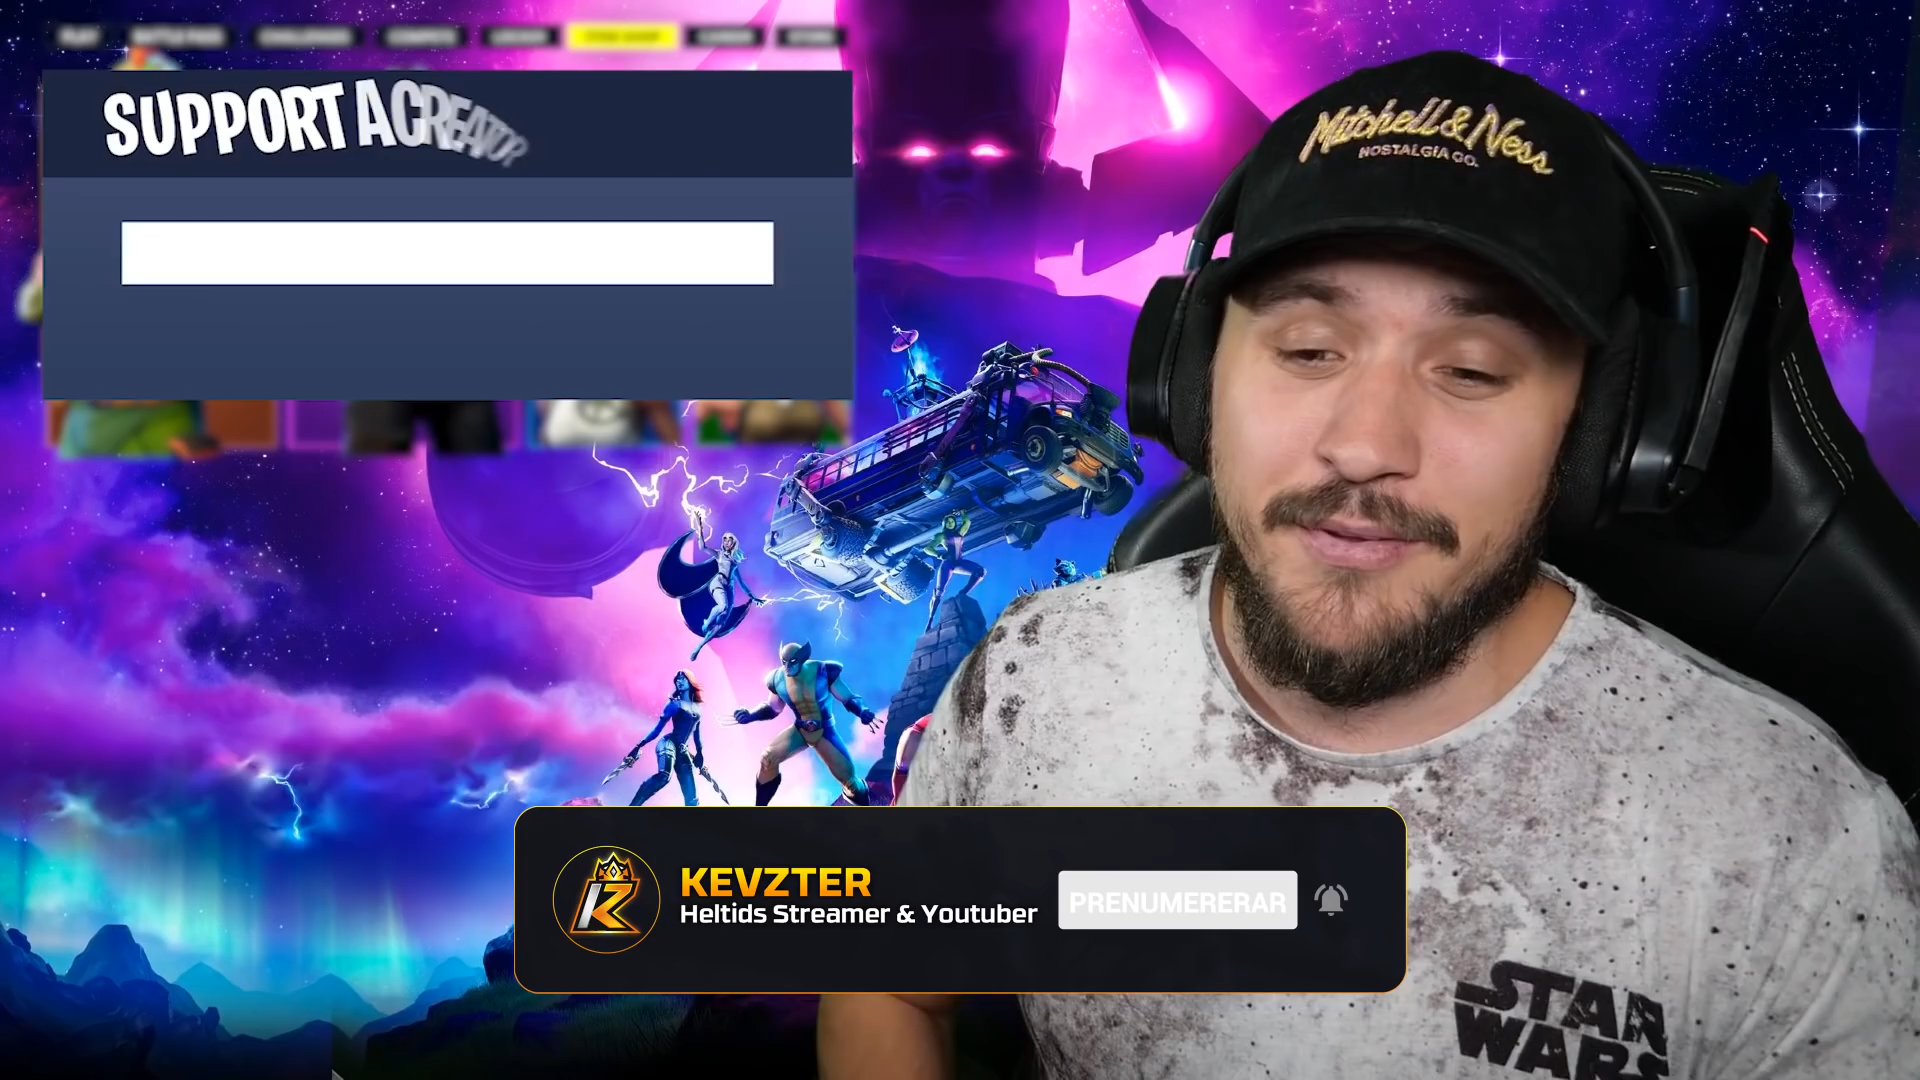 SUPPORT A CREATOR
Mitchell & Ness
NOSTALGIA CO.
KEVZTER
Heltids Streamer & Youtuber
PRENUMERERAR
STAR
WARS